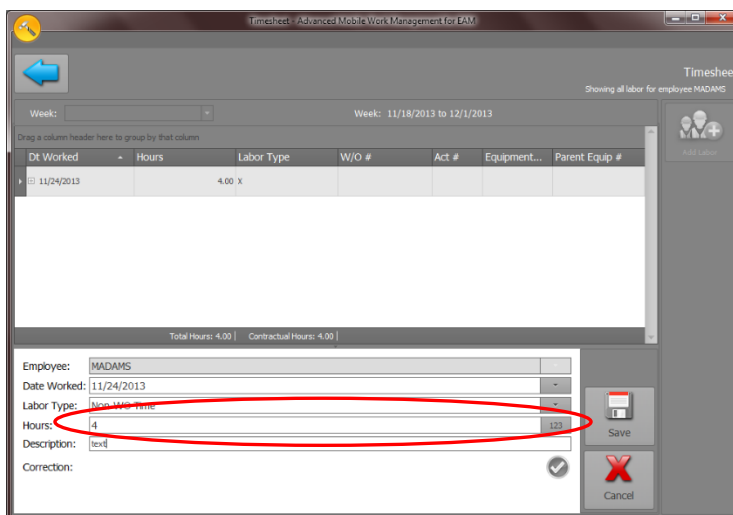 Timesheet - Advanced Mobile Work Management for EAM
Timeshee
Showing all labor for employee MADAMS
Week:
Week: 11/18/2013 to 12/1/2013
Drag a column header here to group by that column
Add Labor
Dt Worked Hours Labor Type W/O # Act # Equipment... Parent Equip #
11/24/2013 4.00 X
Total Hours: 4.00 | Contractual Hours: 4.00 |
Employee: MADAMS
Date Worked: 11/24/2013
Labor Type: Non-WO Time
Hours: 4 123
Save
Description: text
Correction:
Cancel